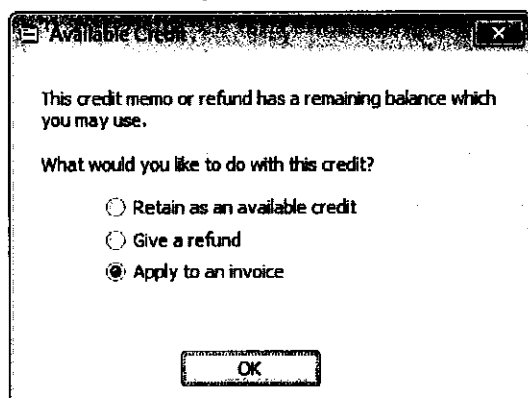 Available Credit
This credit memo or refund has a remaining balance which
you may use.
What would you like to do with this credit?
Retain as an available credit
Give a refund
Apply to an invoice
OK